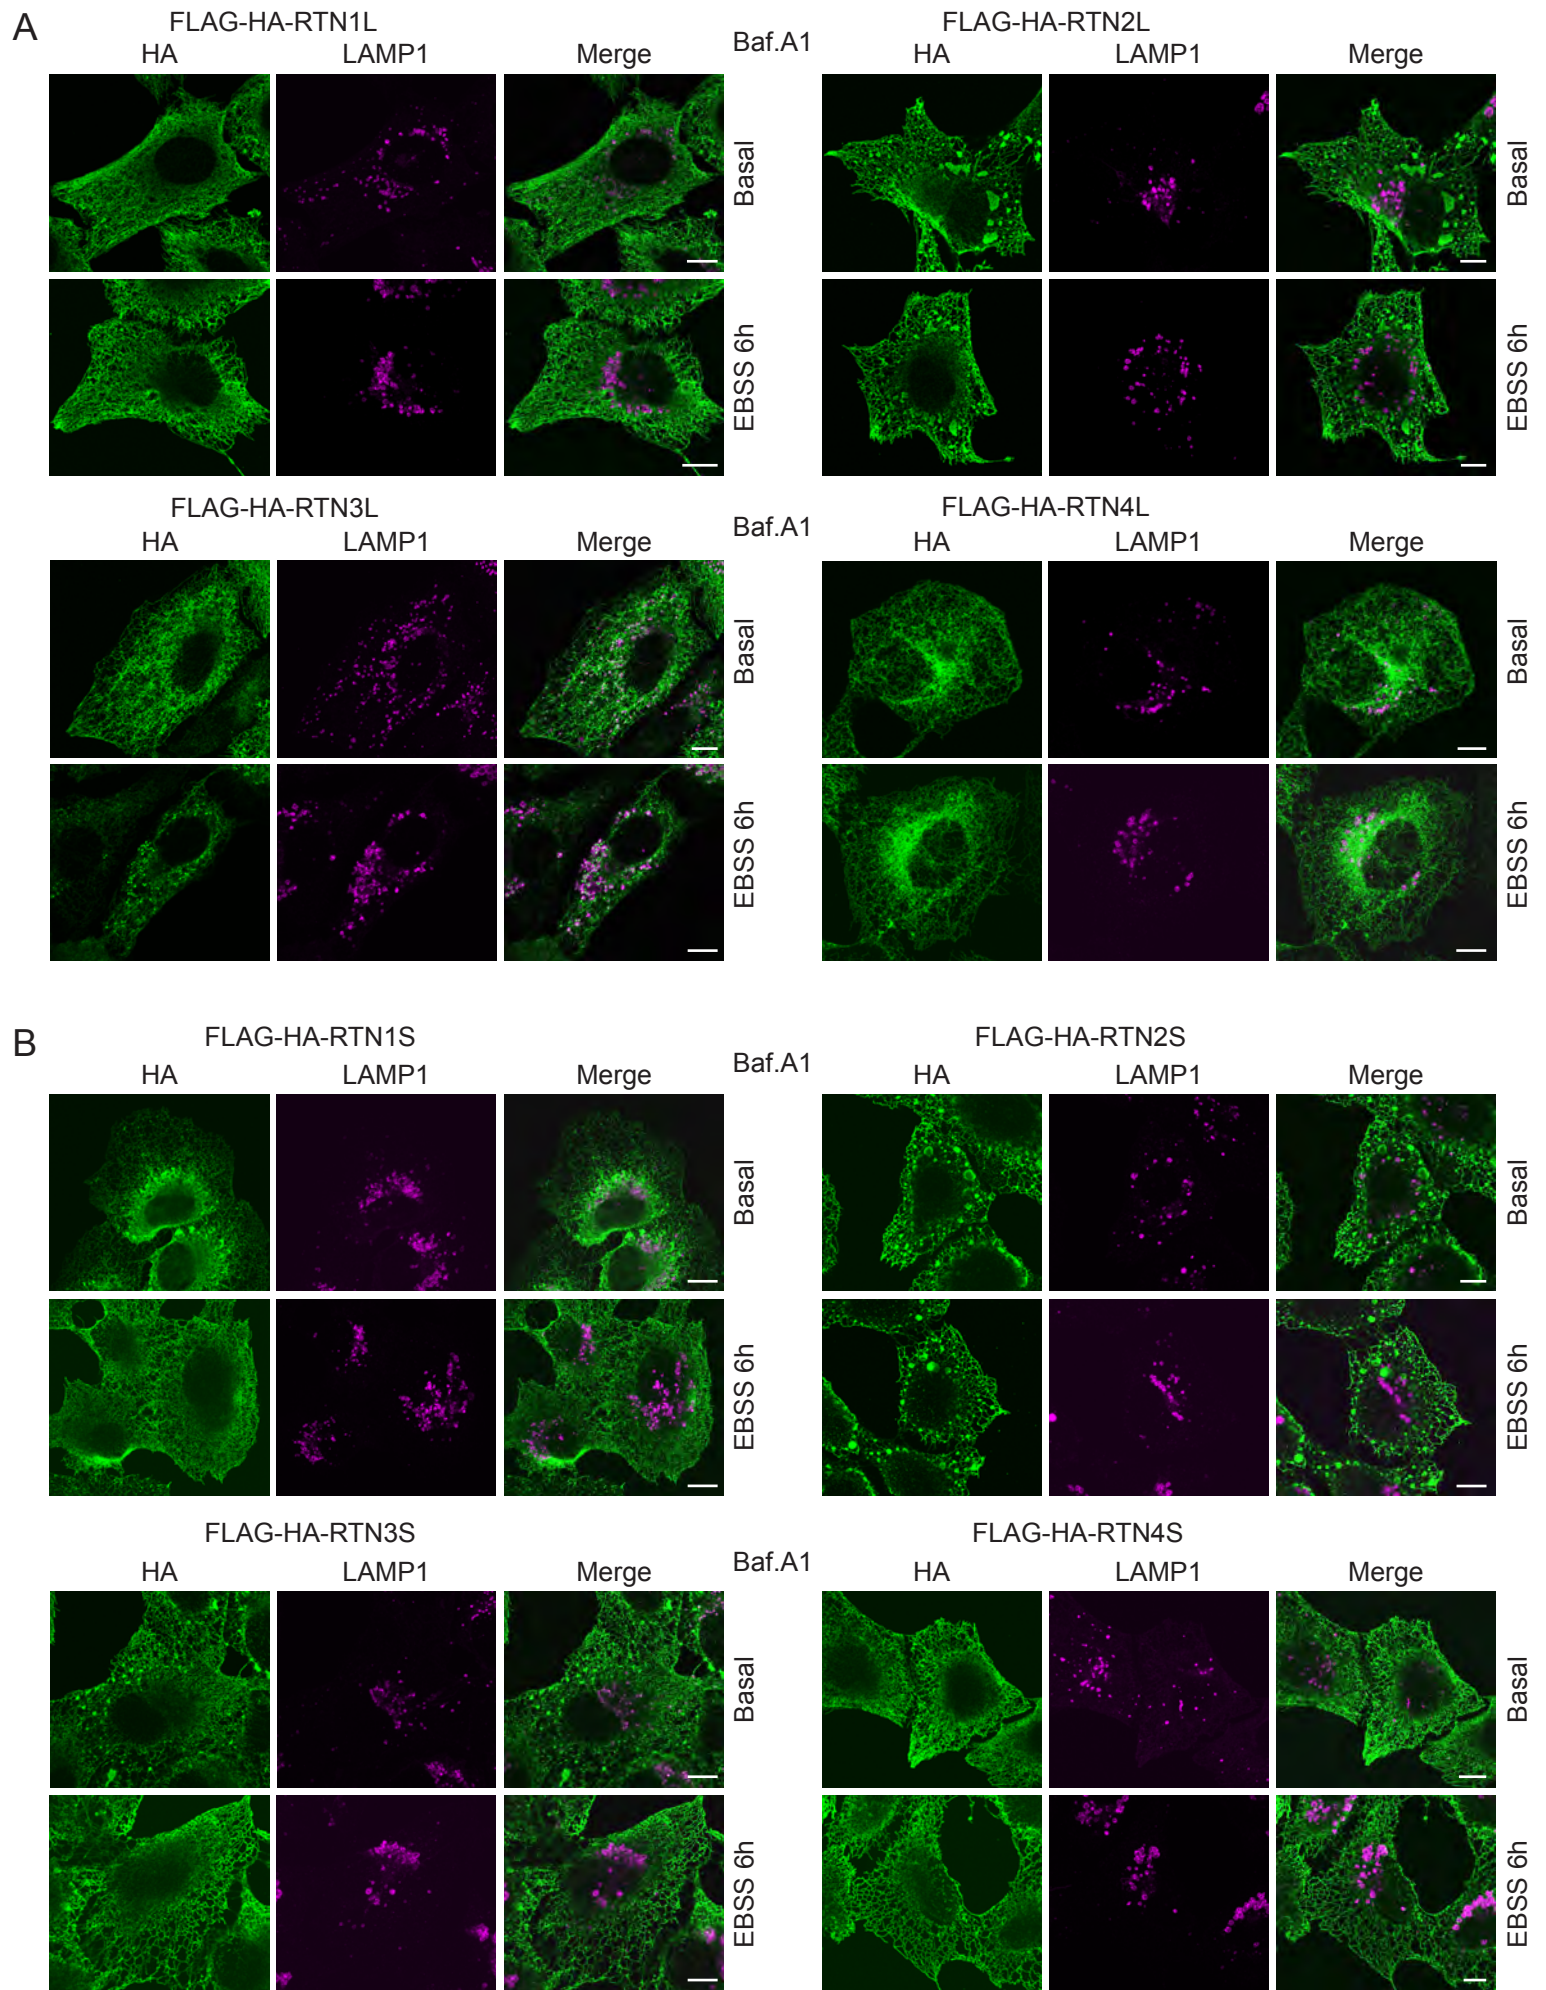 A
FLAG-HA-RTN1L
FLAG-HA-RTN2L
HA LAMP1 Merge Baf.A1 HA LAMP1 Merge
Basal Basal
EBSS 6h EBSS 6h
FLAG-HA-RTN3L
FLAG-HA-RTN4L
HA LAMP1 Merge Baf.A1 HA LAMP1 Merge
Basal Basal
EBSS 6h EBSS 6h
B
FLAG-HA-RTN1S
FLAG-HA-RTN2S
HA LAMP1 Merge Baf.A1 HA LAMP1 Merge
Basal Basal
EBSS 6h EBSS 6h
FLAG-HA-RTN3S
FLAG-HA-RTN4S
HA LAMP1 Merge Baf.A1 HA LAMP1 Merge
Basal Basal
EBSS 6h EBSS 6h